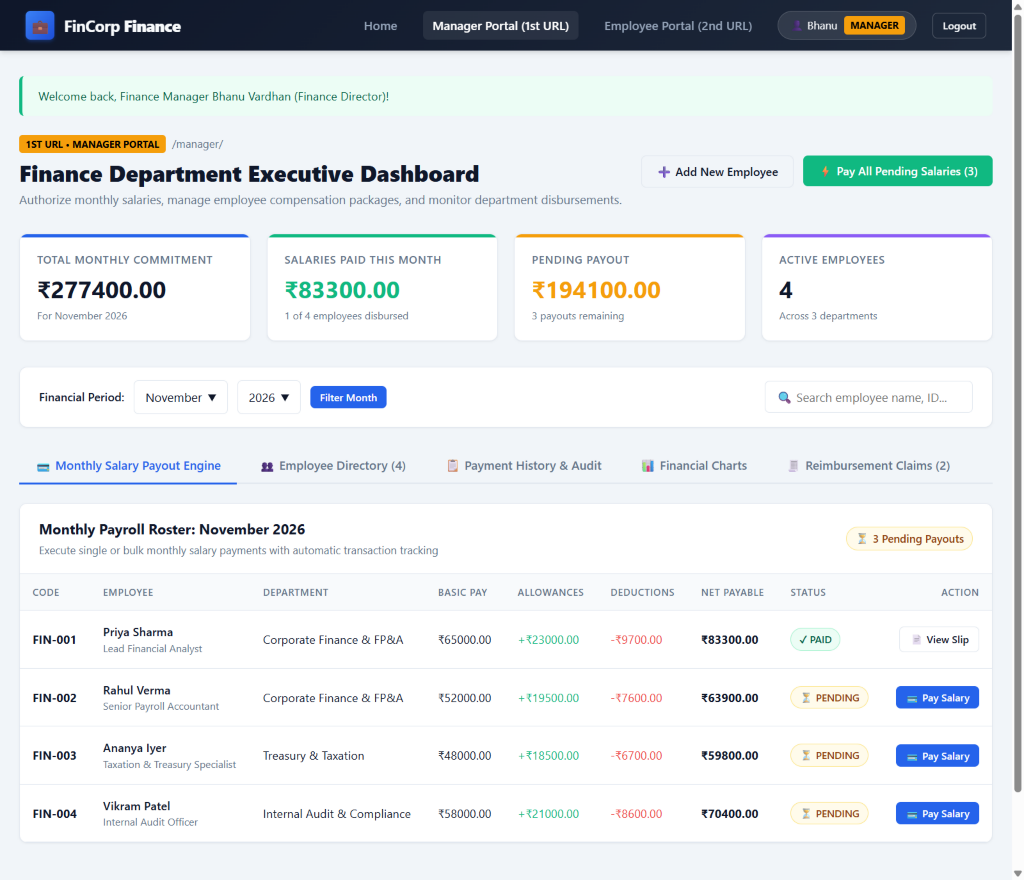 FinCorp Finance
Home
Manager Portal (1st URL)
Employee Portal (2nd URL)
Bhanu MANAGER
Logout
Welcome back, Finance Manager Bhanu Vardhan (Finance Director)!
1ST URL • MANAGER PORTAL /manager/
Finance Department Executive Dashboard
Authorize monthly salaries, manage employee compensation packages, and monitor department disbursements.
Add New Employee
Pay All Pending Salaries (3)
TOTAL MONTHLY COMMITMENT
₹277400.00
For November 2026
SALARIES PAID THIS MONTH
₹83300.00
1 of 4 employees disbursed
PENDING PAYOUT
₹194100.00
3 payouts remaining
ACTIVE EMPLOYEES
4
Across 3 departments
Financial Period: November 2026 Filter Month
Search employee name, ID...
Monthly Salary Payout Engine
Employee Directory (4)
Payment History & Audit
Financial Charts
Reimbursement Claims (2)
Monthly Payroll Roster: November 2026
Execute single or bulk monthly salary payments with automatic transaction tracking
3 Pending Payouts
CODE EMPLOYEE DEPARTMENT BASIC PAY ALLOWANCES DEDUCTIONS NET PAYABLE STATUS ACTION
FIN-001 Priya Sharma Corporate Finance & FP&A ₹65000.00 +₹23000.00 -₹9700.00 ₹83300.00 ✓ PAID View Slip
Lead Financial Analyst
FIN-002 Rahul Verma Corporate Finance & FP&A ₹52000.00 +₹19500.00 -₹7600.00 ₹63900.00 PENDING Pay Salary
Senior Payroll Accountant
FIN-003 Ananya Iyer Treasury & Taxation ₹48000.00 +₹18500.00 -₹6700.00 ₹59800.00 PENDING Pay Salary
Taxation & Treasury Specialist
FIN-004 Vikram Patel Internal Audit & Compliance ₹58000.00 +₹21000.00 -₹8600.00 ₹70400.00 PENDING Pay Salary
Internal Audit Officer